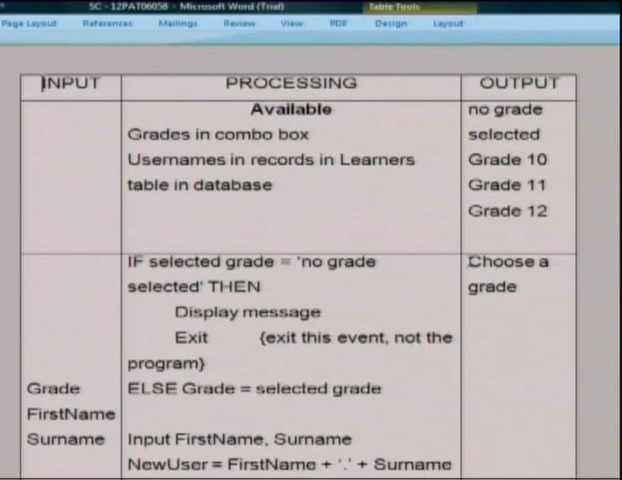 5C - 12PAT06058 - Microsoft Word (Trial)
Table Tools
Page Layout References Mailings Review View PDF Design Layout
INPUT PROCESSING OUTPUT
Available
Grades in combo box
Usernames in records in Learners
table in database
no grade
selected
Grade 10
Grade 11
Grade 12
IF selected grade = 'no grade
selected' THEN
Display message
Exit {exit this event, not the
program}
Choose a
grade
Grade ELSE Grade = selected grade
FirstName
Surname Input FirstName, Surname
NewUser = FirstName + '.' + Surname